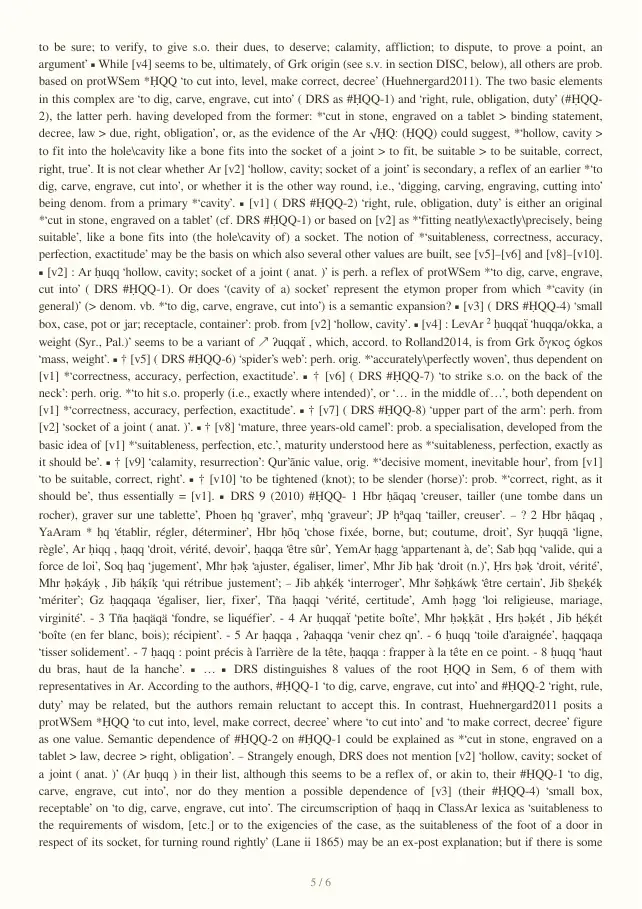 to be sure; to verify, to give s.o. their dues, to deserve; calamity, affliction; to dispute, to prove a point, an
argument’ ▪ While [v4] seems to be, ultimately, of Grk origin (see s.v. in section DISC, below), all others are prob.
based on protWSem *ḤQQ ‘to cut into, level, make correct, decree’ (Huehnergard2011). The two basic elements
in this complex are ‘to dig, carve, engrave, cut into’ ( DRS as #ḤQQ-1) and ‘right, rule, obligation, duty’ (#ḤQQ-
2), the latter perh. having developed from the former: *‘cut in stone, engraved on a tablet > binding statement,
decree, law > due, right, obligation’, or, as the evidence of the Ar √ḤQː (ḤQQ) could suggest, *‘hollow, cavity >
to fit into the hole\cavity like a bone fits into the socket of a joint > to fit, be suitable > to be suitable, correct,
right, true’. It is not clear whether Ar [v2] ‘hollow, cavity; socket of a joint’ is secondary, a reflex of an earlier *‘to
dig, carve, engrave, cut into’, or whether it is the other way round, i.e., ‘digging, carving, engraving, cutting into’
being denom. from a primary *‘cavity’. ▪ [v1] ( DRS #ḤQQ-2) ‘right, rule, obligation, duty’ is either an original
*‘cut in stone, engraved on a tablet’ (cf. DRS #ḤQQ-1) or based on [v2] as *‘fitting neatly\exactly\precisely, being
suitable’, like a bone fits into (the hole\cavity of) a socket. The notion of *‘suitableness, correctness, accuracy,
perfection, exactitude’ may be the basis on which also several other values are built, see [v5]–[v6] and [v8]–[v10].
▪ [v2] : Ar ḥuqq ‘hollow, cavity; socket of a joint ( anat. )’ is perh. a reflex of protWSem *‘to dig, carve, engrave,
cut into’ ( DRS #ḤQQ-1). Or does ‘(cavity of a) socket’ represent the etymon proper from which *‘cavity (in
general)’ (> denom. vb. *‘to dig, carve, engrave, cut into’) is a semantic expansion? ▪ [v3] ( DRS #ḤQQ-4) ‘small
box, case, pot or jar; receptacle, container’: prob. from [v2] ‘hollow, cavity’. ▪ [v4] : LevAr ² ḥuqqaẗ ‘huqqa/okka, a
weight (Syr., Pal.)’ seems to be a variant of ↗ ʔuqqaẗ , which, accord. to Rolland2014, is from Grk ὄγκος ógkos
‘mass, weight’. ▪ † [v5] ( DRS #ḤQQ-6) ‘spider’s web’: perh. orig. *‘accurately\perfectly woven’, thus dependent on
[v1] *‘correctness, accuracy, perfection, exactitude’. ▪ † [v6] ( DRS #ḤQQ-7) ‘to strike s.o. on the back of the
neck’: perh. orig. *‘to hit s.o. properly (i.e., exactly where intended)’, or ‘… in the middle of…’, both dependent on
[v1] *‘correctness, accuracy, perfection, exactitude’. ▪ † [v7] ( DRS #ḤQQ-8) ‘upper part of the arm’: perh. from
[v2] ‘socket of a joint ( anat. )’. ▪ † [v8] ‘mature, three years-old camel’: prob. a specialisation, developed from the
basic idea of [v1] *‘suitableness, perfection, etc.’, maturity understood here as *‘suitableness, perfection, exactly as
it should be’. ▪ † [v9] ‘calamity, resurrection’: Qurʾānic value, orig. *‘decisive moment, inevitable hour’, from [v1]
‘to be suitable, correct, right’. ▪ † [v10] ‘to be tightened (knot); to be slender (horse)’: prob. *‘correct, right, as it
should be’, thus essentially = [v1]. ▪ DRS 9 (2010) #ḤQQ- 1 Hbr ḥāqaq ‘creuser, tailler (une tombe dans un
rocher), graver sur une tablette’, Phoen ḥq ‘graver’, mḥq ‘graveur’; JP ḥᵃqaq ‘tailler, creuser’. – ? 2 Hbr ḥāqaq ,
YaAram * ḥq ‘établir, régler, déterminer’, Hbr ḥōq ‘chose fixée, borne, but; coutume, droit’, Syr ḥuqqā ‘ligne,
règle’, Ar ḥiqq , ḥaqq ‘droit, vérité, devoir’, ḥaqqa ‘être sûr’, YemAr ḥagg ‘appartenant à, de’; Sab ḥqq ‘valide, qui a
force de loi’, Soq ḥaq ‘jugement’, Mhr ḥəḳ ‘ajuster, égaliser, limer’, Mhr Jib ḥaḳ ‘droit (n.)’, Ḥrs ḥəḳ ‘droit, vérité’,
Mhr ḥəḳáyḳ , Jib ḥáḳíḳ ‘qui rétribue justement’; – Jib aḥḳéḳ ‘interroger’, Mhr šəḥḳáwḳ ‘être certain’, Jib šḥɛḳéḳ
‘mériter’; Gz ḥaqqaqa ‘égaliser, lier, fixer’, Tña ḥaqqi ‘vérité, certitude’, Amh ḥəgg ‘loi religieuse, mariage,
virginité’. - 3 Tña ḥaqäqä ‘fondre, se liquéfier’. - 4 Ar ḥuqqaẗ ‘petite boîte’, Mhr ḥəḳḳāt , Ḥrs ḥəḳét , Jib ḥéḳét
‘boîte (en fer blanc, bois); récipient’. - 5 Ar ḥaqqa , ʔaḥaqqa ‘venir chez qn’. - 6 ḥuqq ‘toile d’araignée’, ḥaqqaqa
‘tisser solidement’. - 7 ḥaqq : point précis à l’arrière de la tête, ḥaqqa : frapper à la tête en ce point. - 8 ḥuqq ‘haut
du bras, haut de la hanche’. ▪ … ▪ DRS distinguishes 8 values of the root ḤQQ in Sem, 6 of them with
representatives in Ar. According to the authors, #ḤQQ-1 ‘to dig, carve, engrave, cut into’ and #ḤQQ-2 ‘right, rule,
duty’ may be related, but the authors remain reluctant to accept this. In contrast, Huehnergard2011 posits a
protWSem *ḤQQ ‘to cut into, level, make correct, decree’ where ‘to cut into’ and ‘to make correct, decree’ figure
as one value. Semantic dependence of #ḤQQ-2 on #ḤQQ-1 could be explained as *‘cut in stone, engraved on a
tablet > law, decree > right, obligation’. – Strangely enough, DRS does not mention [v2] ‘hollow, cavity; socket of
a joint ( anat. )’ (Ar ḥuqq ) in their list, although this seems to be a reflex of, or akin to, their #ḤQQ-1 ‘to dig,
carve, engrave, cut into’, nor do they mention a possible dependence of [v3] (their #ḤQQ-4) ‘small box,
receptable’ on ‘to dig, carve, engrave, cut into’. The circumscription of ḥaqq in ClassAr lexica as ‘suitableness to
the requirements of wisdom, [etc.] or to the exigencies of the case, as the suitableness of the foot of a door in
respect of its socket, for turning round rightly’ (Lane ii 1865) may be an ex-post explanation; but if there is some
5 / 6